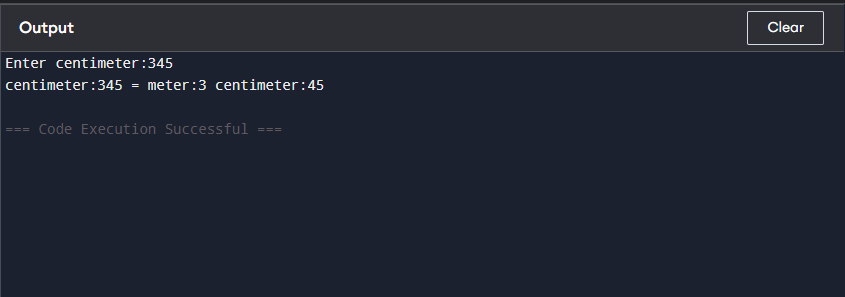 Output
Clear
Enter centimeter:345
centimeter:345 = meter:3 centimeter:45
=== Code Execution Successful ===